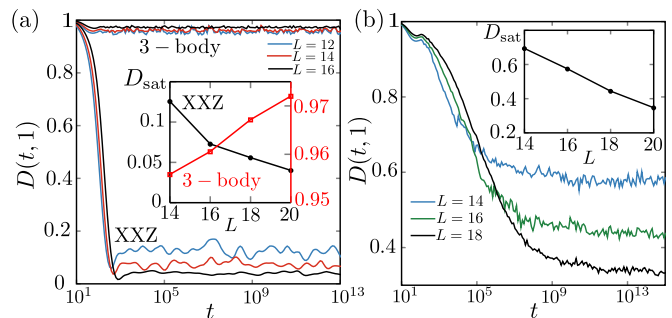 (a)
1
0.8
0.6
0.4
0.2
0
D(t, 1)
3 − body
L = 12
L = 14
L = 16
D_sat
XXZ
0.1
0.05
0
0.97
0.96
0.95
3 − body
14 16 18 20
L
XXZ
10^1 10^5 10^9 10^13
t
(b)
1
0.8
0.6
0.4
D(t, 1)
D_sat
0.8
0.6
0.4
0.2
14 16 18 20
L
L = 14
L = 16
L = 18
10^1 10^5 10^9 10^13
t